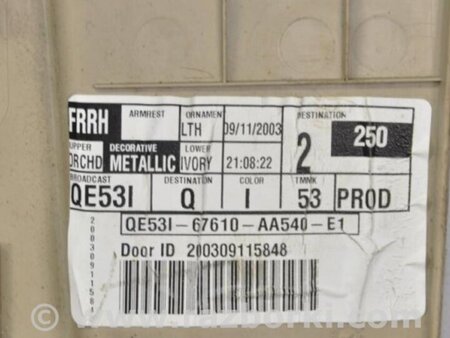 FRRH ARMREST ORNAMEN DESTINATION
LTH 09/11/2003 2 250
UPPER DECORATIVE LOWER
ORCHD METALLIC IVORY 21:08:22
BROADCAST DESTINATION COLOR TMMK
QE53I Q I 53 PROD
QE53I-67610-AA540-E1
Door ID 200309115848